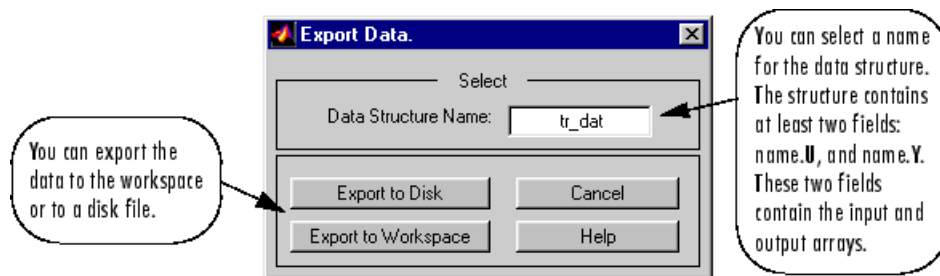 Export Data.
Select
Data Structure Name:
tr_dat
Export to Disk
Cancel
Export to Workspace
Help
You can export the
data to the workspace
or to a disk file.
You can select a name
for the data structure.
The structure contains
at least two fields:
name.U, and name.Y.
These two fields
contain the input and
output arrays.